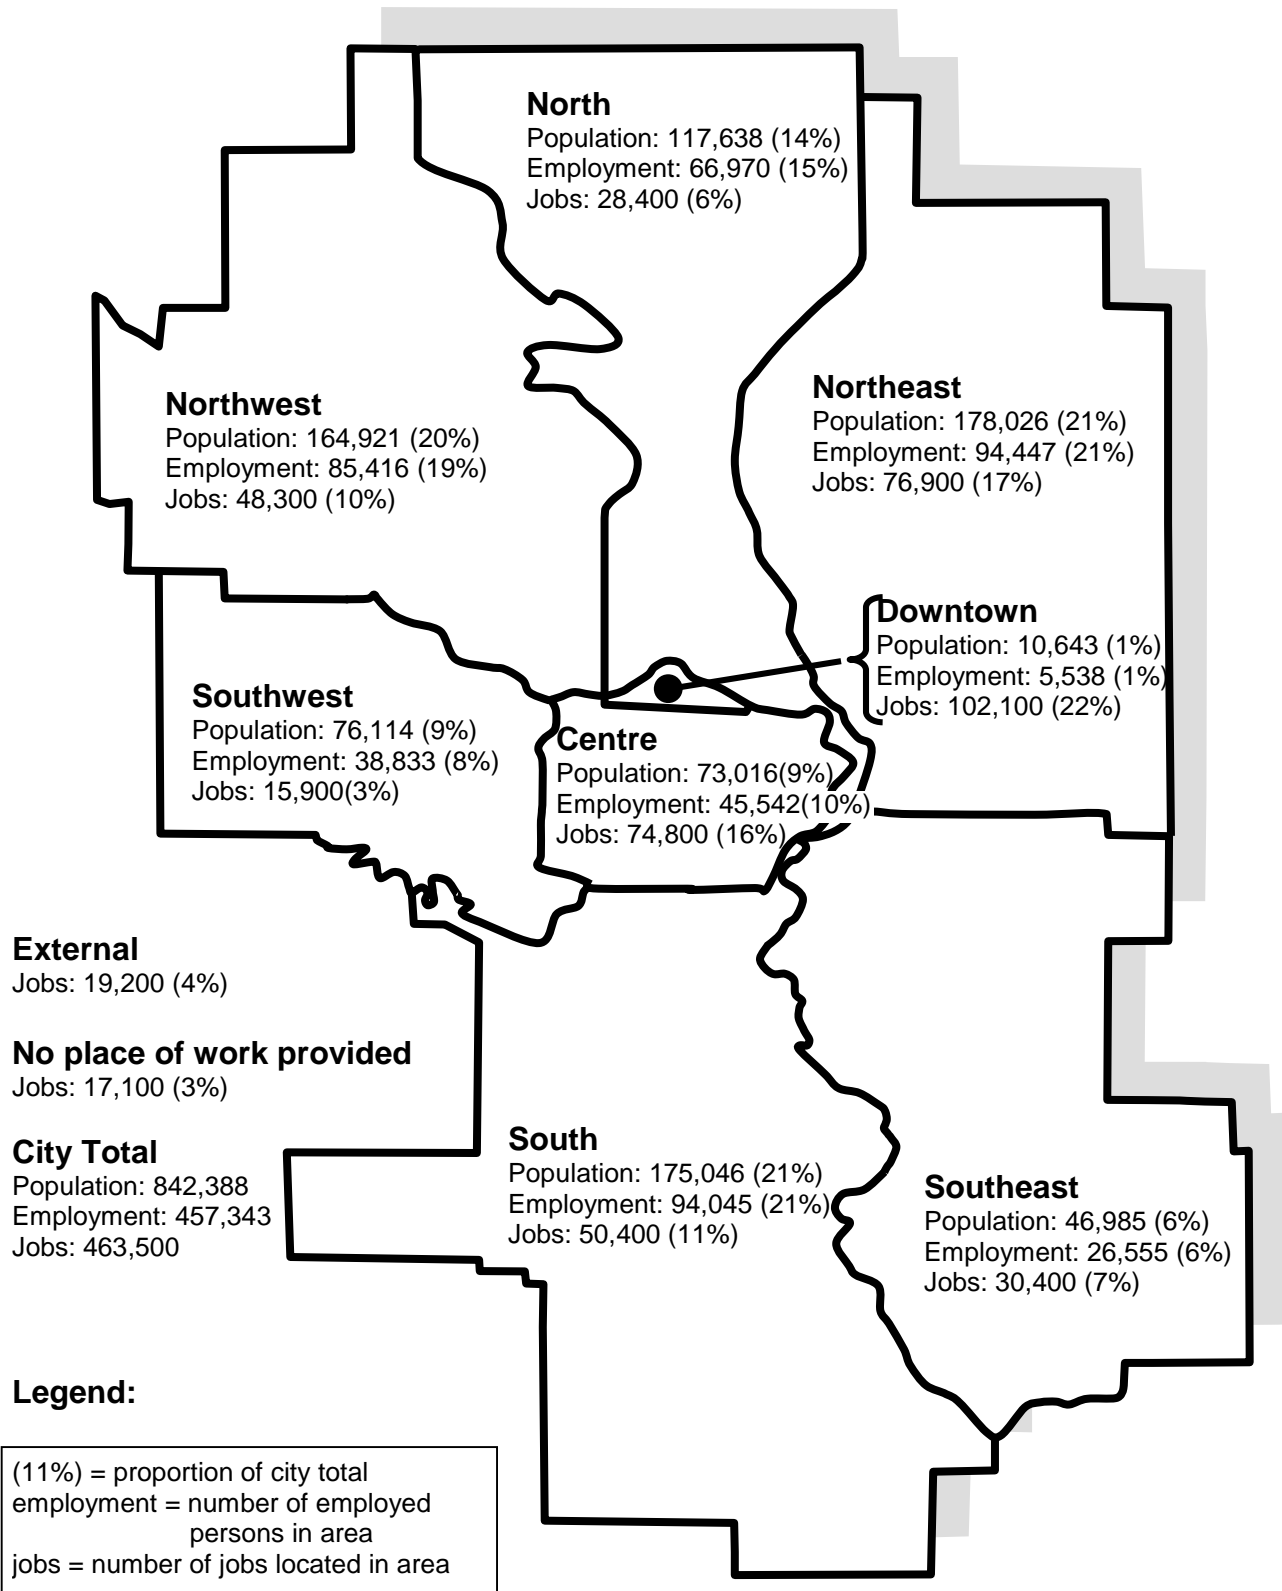 North
Population: 117,638 (14%)
Employment: 66,970 (15%)
Jobs: 28,400 (6%)
Northwest
Population: 164,921 (20%)
Employment: 85,416 (19%)
Jobs: 48,300 (10%)
Northeast
Population: 178,026 (21%)
Employment: 94,447 (21%)
Jobs: 76,900 (17%)
Downtown
Population: 10,643 (1%)
Employment: 5,538 (1%)
Jobs: 102,100 (22%)
Southwest
Population: 76,114 (9%)
Employment: 38,833 (8%)
Jobs: 15,900(3%)
Centre
Population: 73,016(9%)
Employment: 45,542(10%)
Jobs: 74,800 (16%)
External
Jobs: 19,200 (4%)
No place of work provided
Jobs: 17,100 (3%)
City Total
Population: 842,388
Employment: 457,343
Jobs: 463,500
South
Population: 175,046 (21%)
Employment: 94,045 (21%)
Jobs: 50,400 (11%)
Southeast
Population: 46,985 (6%)
Employment: 26,555 (6%)
Jobs: 30,400 (7%)
Legend:
(11%) = proportion of city total
employment = number of employed
persons in area
jobs = number of jobs located in area